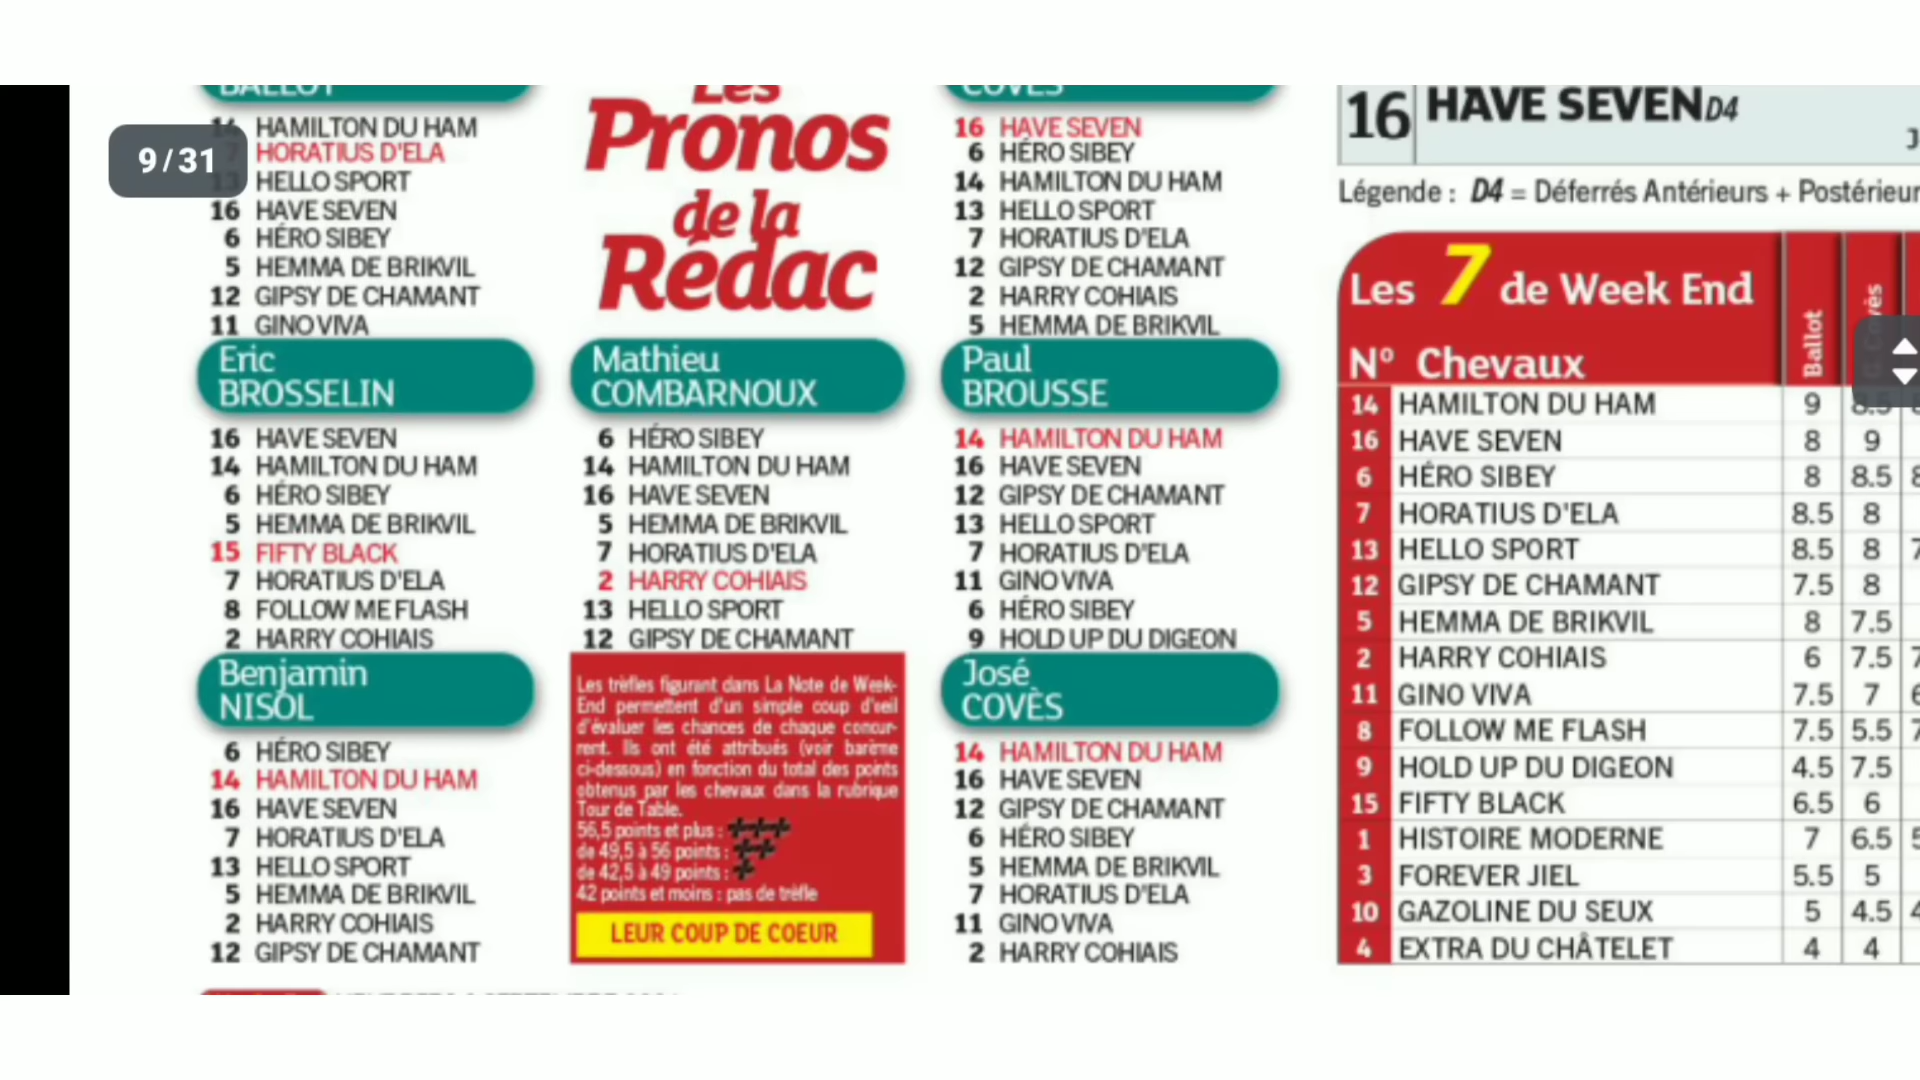 BALLOT
14 HAMILTON DU HAM
7 HORATIUS D'ELA
13 HELLO SPORT
16 HAVE SEVEN
6 HÉRO SIBEY
5 HEMMA DE BRIKVIL
12 GIPSY DE CHAMANT
11 GINO VIVA
9/31
Les
Pronos
de la
Rédac
COVÈS
16 HAVE SEVEN
6 HÉRO SIBEY
14 HAMILTON DU HAM
13 HELLO SPORT
7 HORATIUS D'ELA
12 GIPSY DE CHAMANT
2 HARRY COHIAIS
5 HEMMA DE BRIKVIL
Eric
BROSSELIN
16 HAVE SEVEN
14 HAMILTON DU HAM
6 HÉRO SIBEY
5 HEMMA DE BRIKVIL
15 FIFTY BLACK
7 HORATIUS D'ELA
8 FOLLOW ME FLASH
2 HARRY COHIAIS
Mathieu
COMBARNOUX
6 HÉRO SIBEY
14 HAMILTON DU HAM
16 HAVE SEVEN
5 HEMMA DE BRIKVIL
7 HORATIUS D'ELA
2 HARRY COHIAIS
13 HELLO SPORT
12 GIPSY DE CHAMANT
Paul
BROUSSE
14 HAMILTON DU HAM
16 HAVE SEVEN
12 GIPSY DE CHAMANT
13 HELLO SPORT
7 HORATIUS D'ELA
11 GINO VIVA
6 HÉRO SIBEY
9 HOLD UP DU DIGEON
Benjamin
NISOL
6 HÉRO SIBEY
14 HAMILTON DU HAM
16 HAVE SEVEN
7 HORATIUS D'ELA
13 HELLO SPORT
5 HEMMA DE BRIKVIL
2 HARRY COHIAIS
12 GIPSY DE CHAMANT
Les trèfles figurant dans La Note de Week-
End permettent d'un simple coup d'œil
d'évaluer les chances de chaque concur-
rent. Ils ont été attribués (voir barème
ci-dessous) en fonction du total des points
obtenus par les chevaux dans la rubrique
Tour de Table.
56,5 points et plus :
de 49,5 à 56 points :
de 42,5 à 49 points :
42 points et moins : pas de trèfle
LEUR COUP DE COEUR
José
COVÈS
14 HAMILTON DU HAM
16 HAVE SEVEN
12 GIPSY DE CHAMANT
6 HÉRO SIBEY
5 HEMMA DE BRIKVIL
7 HORATIUS D'ELA
11 GINO VIVA
2 HARRY COHIAIS
16 HAVE SEVEN D4
J
Légende : D4 = Déferrés Antérieurs + Postérieur
Les 7 de Week End
N° Chevaux Ballot
14 HAMILTON DU HAM 9 8.5
16 HAVE SEVEN 8 9
6 HÉRO SIBEY 8 8.5 8
7 HORATIUS D'ELA 8.5 8
13 HELLO SPORT 8.5 8 7
12 GIPSY DE CHAMANT 7.5 8
5 HEMMA DE BRIKVIL 8 7.5
2 HARRY COHIAIS 6 7.5 7
11 GINO VIVA 7.5 7 6
8 FOLLOW ME FLASH 7.5 5.5 7
9 HOLD UP DU DIGEON 4.5 7.5
15 FIFTY BLACK 6.5 6
1 HISTOIRE MODERNE 7 6.5 5
3 FOREVER JIEL 5.5 5
10 GAZOLINE DU SEUX 5 4.5 4
4 EXTRA DU CHÂTELET 4 4